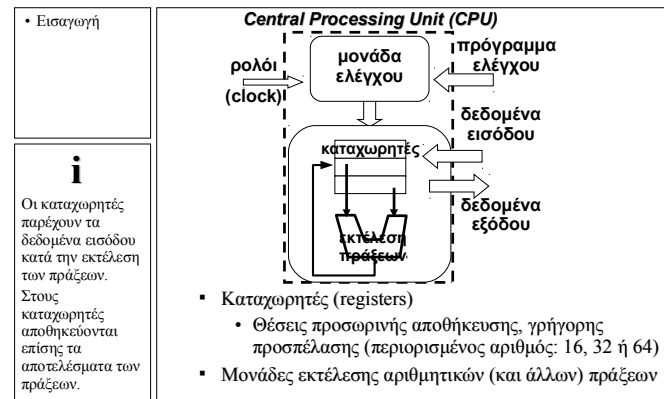 • Εισαγωγή
i
Οι καταχωρητές
παρέχουν τα
δεδομένα εισόδου
κατά την εκτέλεση
των πράξεων.
Στους
καταχωρητές
αποθηκεύονται
επίσης τα
αποτελέσματα των
πράξεων.
Central Processing Unit (CPU)
ρολόι
(clock)
μονάδα
ελέγχου
πρόγραμμα
ελέγχου
δεδομένα
εισόδου
καταχωρητές
δεδομένα
εξόδου
εκτέλεση
πράξεων
▪ Καταχωρητές (registers)
• Θέσεις προσωρινής αποθήκευσης, γρήγορης
προσπέλασης (περιορισμένος αριθμός: 16, 32 ή 64)
▪ Μονάδες εκτέλεσης αριθμητικών (και άλλων) πράξεων